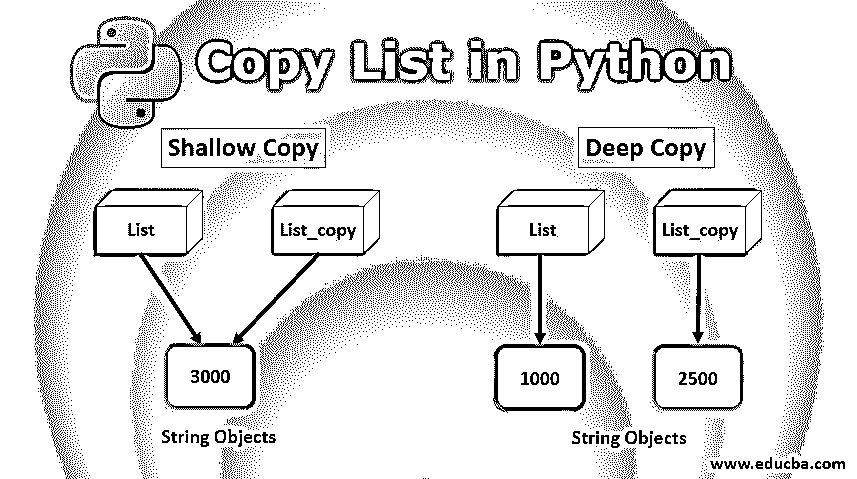 Copy List in Python
Shallow Copy
Deep Copy
List
List_copy
List
List_copy
3000
1000
2500
String Objects
String Objects
www.educba.com